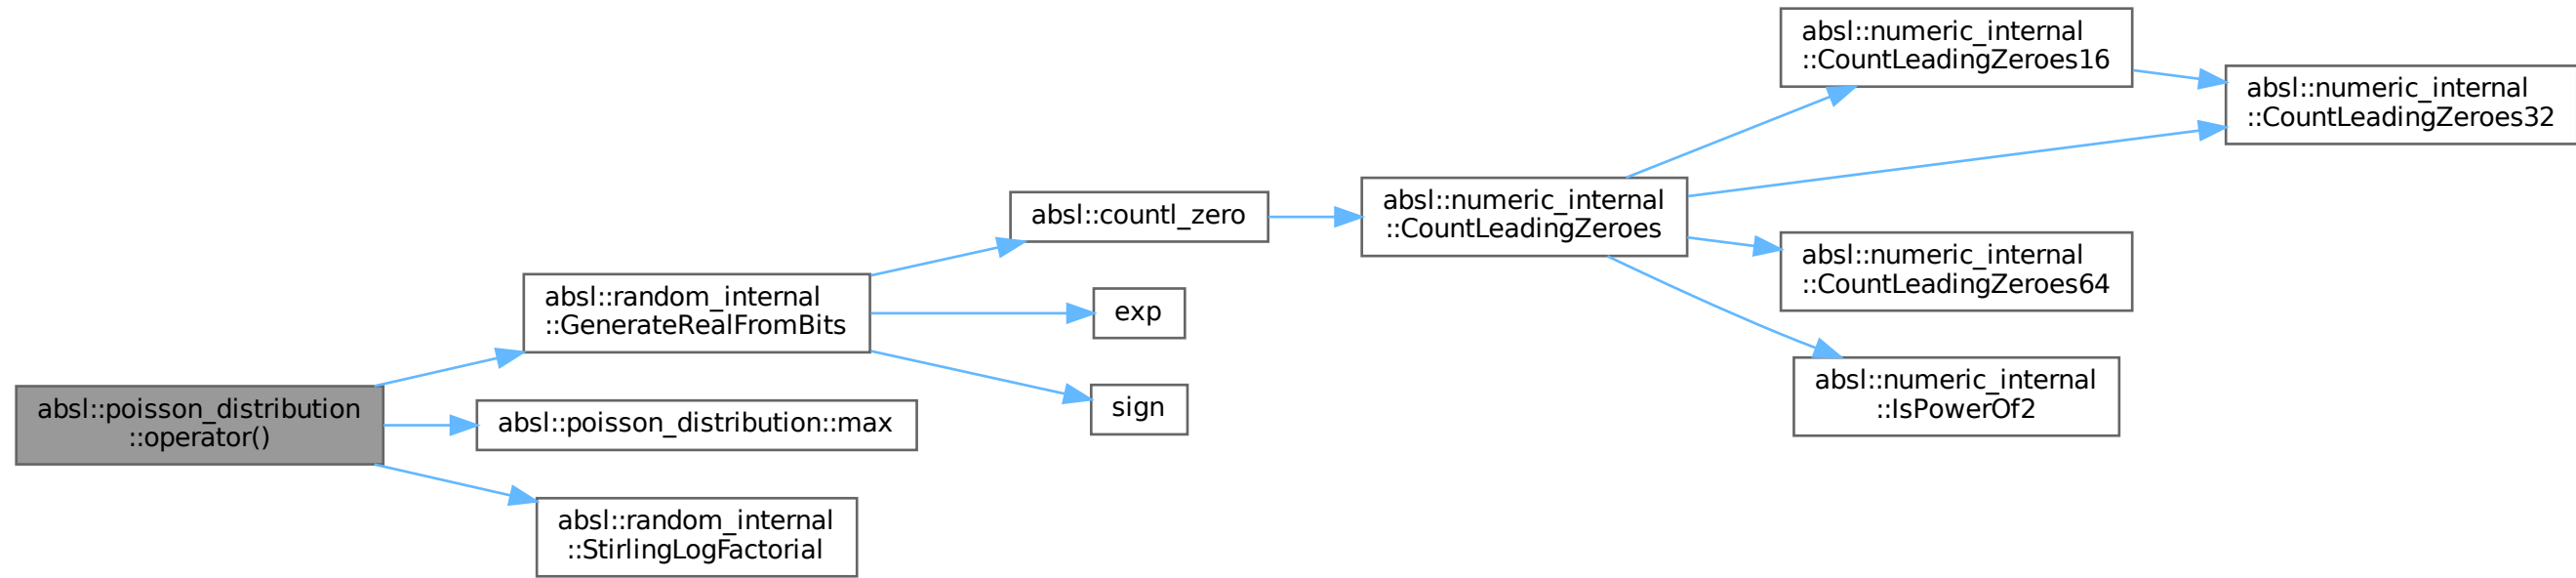 absl::poisson_distribution
::operator()
absl::random_internal
::GenerateRealFromBits
absl::poisson_distribution::max
absl::random_internal
::StirlingLogFactorial
absl::countl_zero
exp
sign
absl::numeric_internal
::CountLeadingZeroes
absl::numeric_internal
::CountLeadingZeroes16
absl::numeric_internal
::CountLeadingZeroes32
absl::numeric_internal
::CountLeadingZeroes64
absl::numeric_internal
::IsPowerOf2